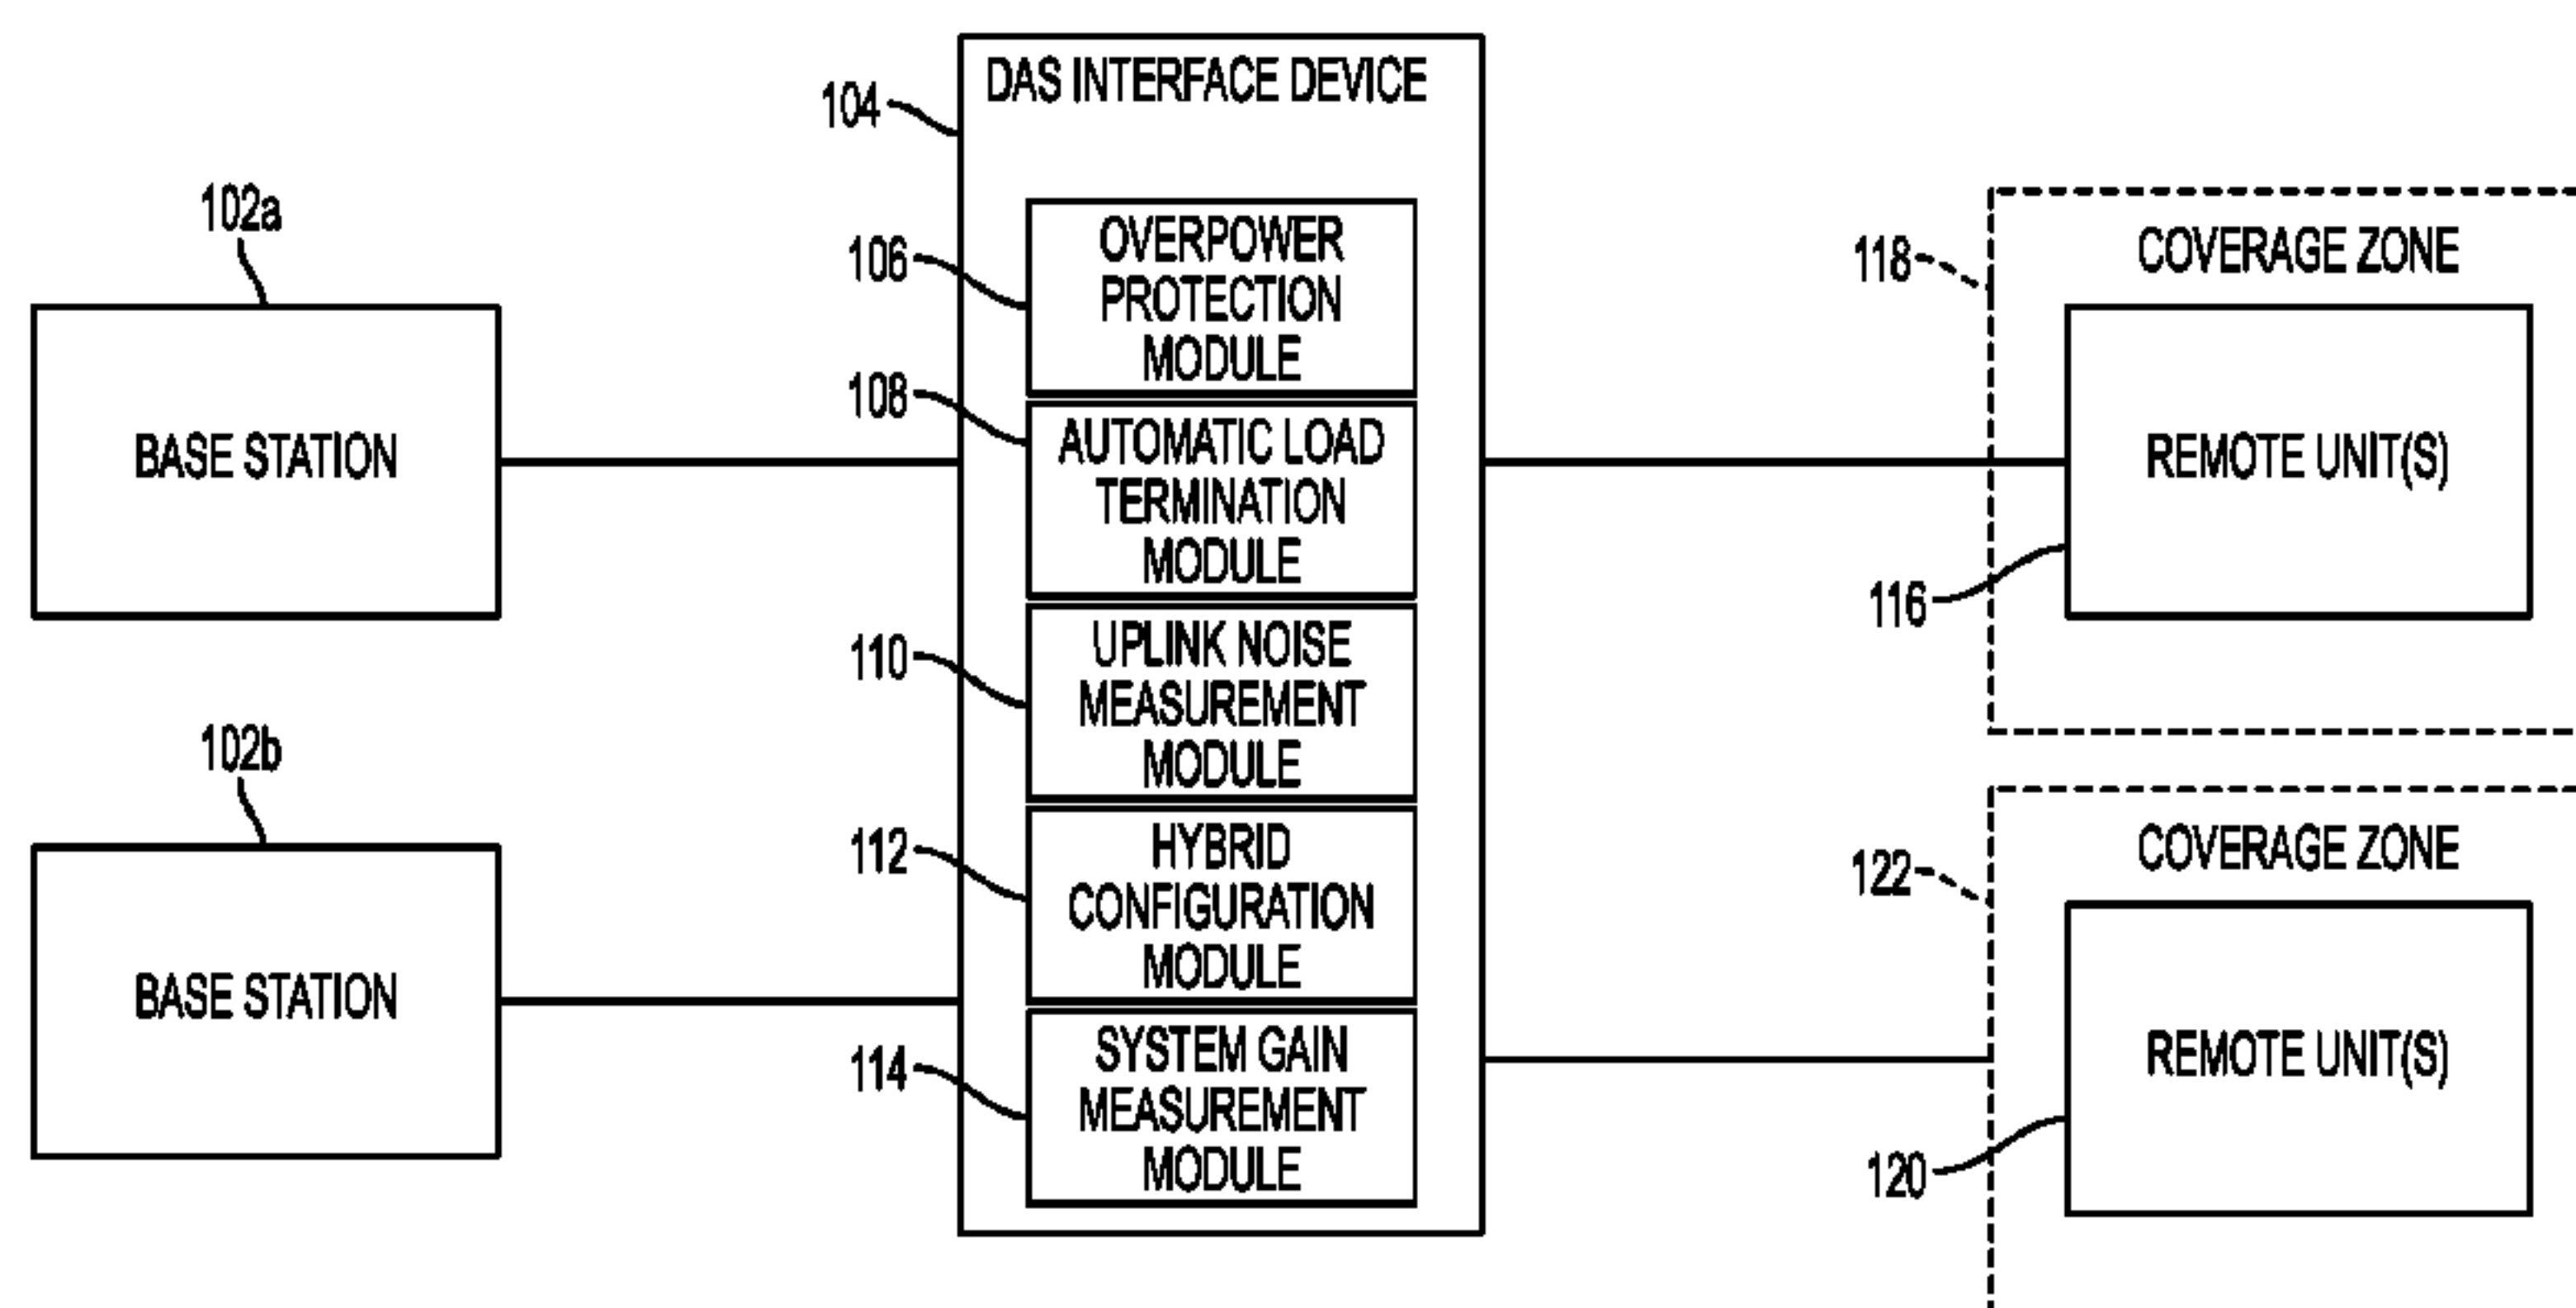 DAS INTERFACE DEVICE
104
102a
BASE STATION
102b
BASE STATION
106
OVERPOWER
PROTECTION
MODULE
108
AUTOMATIC LOAD
TERMINATION
MODULE
110
UPLINK NOISE
MEASUREMENT
MODULE
112
HYBRID
CONFIGURATION
MODULE
114
SYSTEM GAIN
MEASUREMENT
MODULE
118
COVERAGE ZONE
REMOTE UNIT(S)
116
122
COVERAGE ZONE
REMOTE UNIT(S)
120